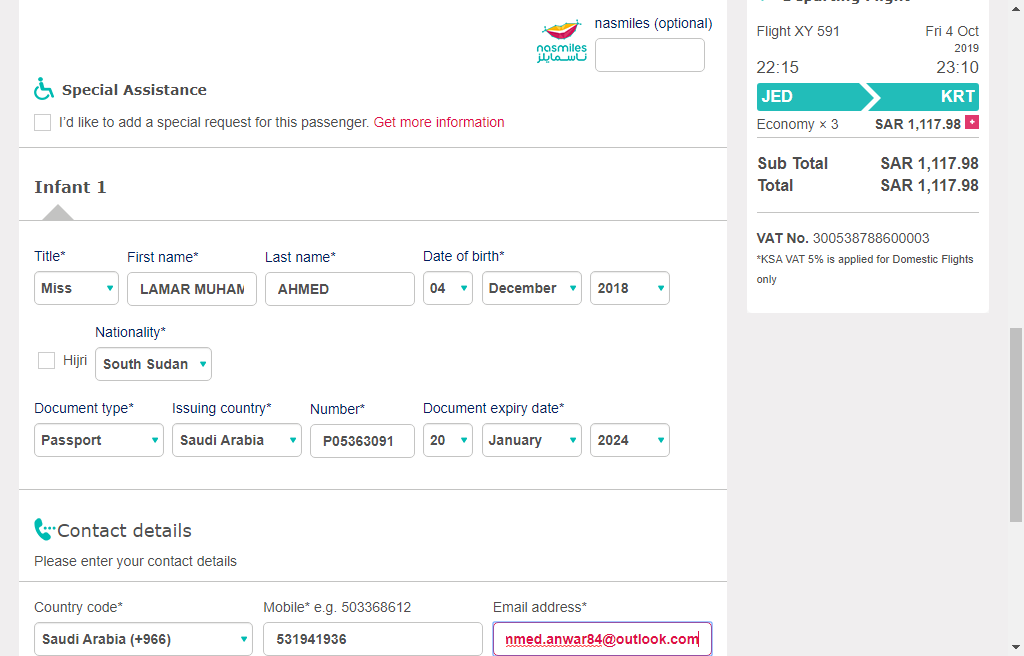 nasmiles (optional)
nasmiles
ناسمايلز
Special Assistance
I'd like to add a special request for this passenger. Get more information
Infant 1
Title* First name* Last name* Date of birth*
Miss LAMAR MUHAM AHMED 04 December 2018
Nationality*
Hijri South Sudan
Document type* Issuing country* Number* Document expiry date*
Passport Saudi Arabia P05363091 20 January 2024
Contact details
Please enter your contact details
Country code* Mobile* e.g. 503368612 Email address*
Saudi Arabia (+966) 531941936 nmed.anwar84@outlook.com
Departing Flight
Flight XY 591 Fri 4 Oct
2019
22:15 23:10
JED KRT
Economy × 3 SAR 1,117.98 +
Sub Total SAR 1,117.98
Total SAR 1,117.98
VAT No. 300538788600003
*KSA VAT 5% is applied for Domestic Flights
only